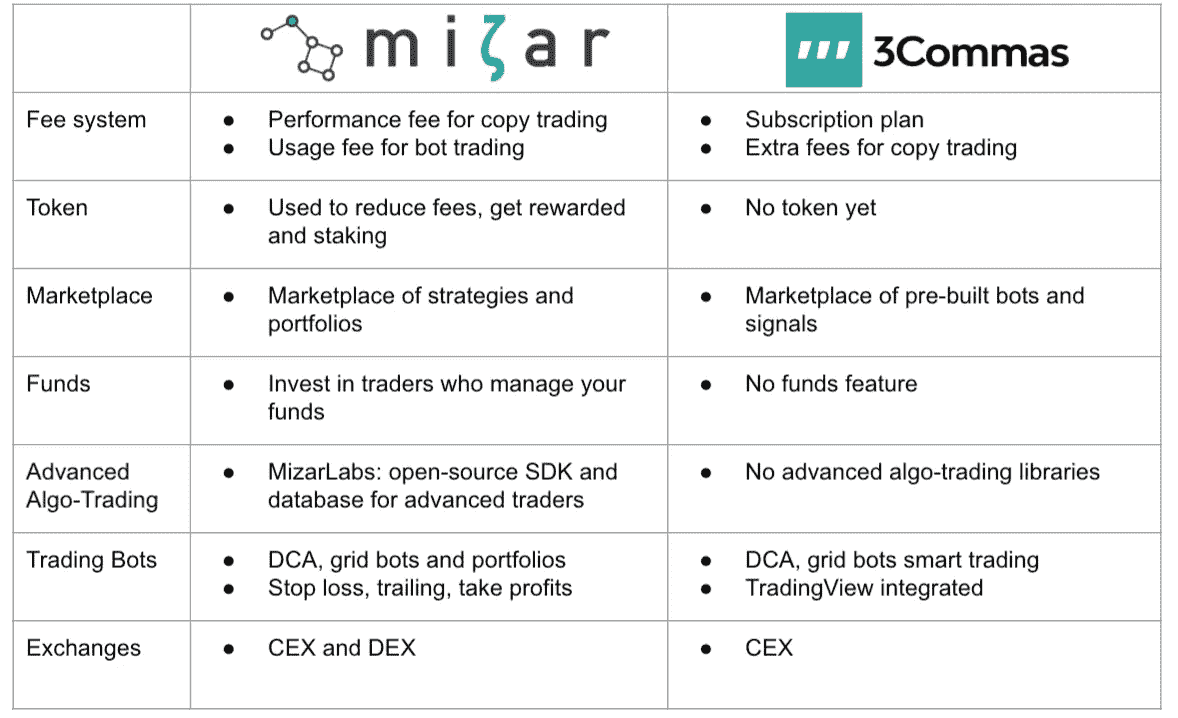 miζar
3Commas
Fee system
● Performance fee for copy trading
● Usage fee for bot trading
● Subscription plan
● Extra fees for copy trading
Token
● Used to reduce fees, get rewarded
and staking
● No token yet
Marketplace
● Marketplace of strategies and
portfolios
● Marketplace of pre-built bots and
signals
Funds
● Invest in traders who manage your
funds
● No funds feature
Advanced
Algo-Trading
● MizarLabs: open-source SDK and
database for advanced traders
● No advanced algo-trading libraries
Trading Bots
● DCA, grid bots and portfolios
● Stop loss, trailing, take profits
● DCA, grid bots smart trading
● TradingView integrated
Exchanges
● CEX and DEX
● CEX